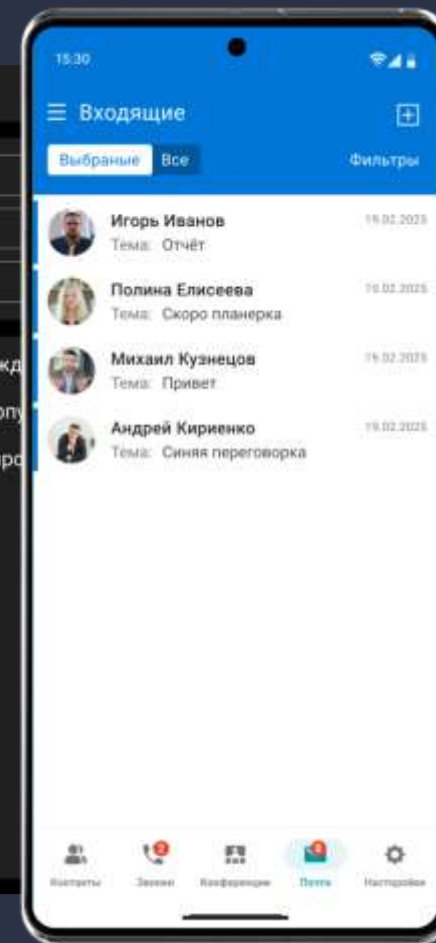 15:30
Входящие
Выбраные Все Фильтры
Игорь Иванов 19.02.2025
Тема: Отчёт
Полина Елисеева 19.02.2025
Тема: Скоро планерка
Михаил Кузнецов 19.02.2025
Тема: Привет
Андрей Кириенко 19.02.2025
Тема: Синяя переговорка
2
Контакты Звонки Конференции Почта Настройки